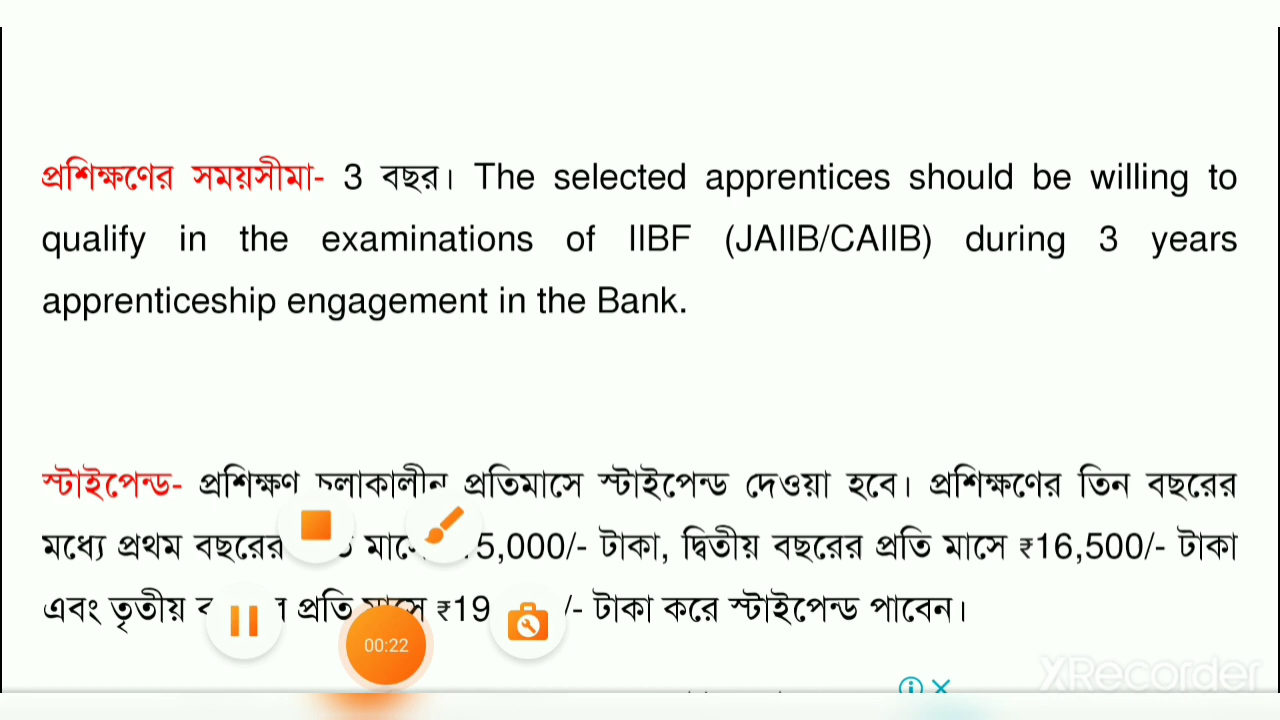 প্রশিক্ষণের সময়সীমা- 3 বছর। The selected apprentices should be willing to
qualify in the examinations of IIBF (JAIIB/CAIIB) during 3 years
apprenticeship engagement in the Bank.
স্টাইপেন্ড- প্রশিক্ষণ চলাকালীন প্রতিমাসে স্টাইপেন্ড দেওয়া হবে। প্রশিক্ষণের তিন বছরের
মধ্যে প্রথম বছরের মাসে 5,000/- টাকা, দ্বিতীয় বছরের প্রতি মাসে ₹16,500/- টাকা
এবং তৃতীয় প্রতি মাসে ₹19 /- টাকা করে স্টাইপেন্ড পাবেন।
00:22
XRecorder